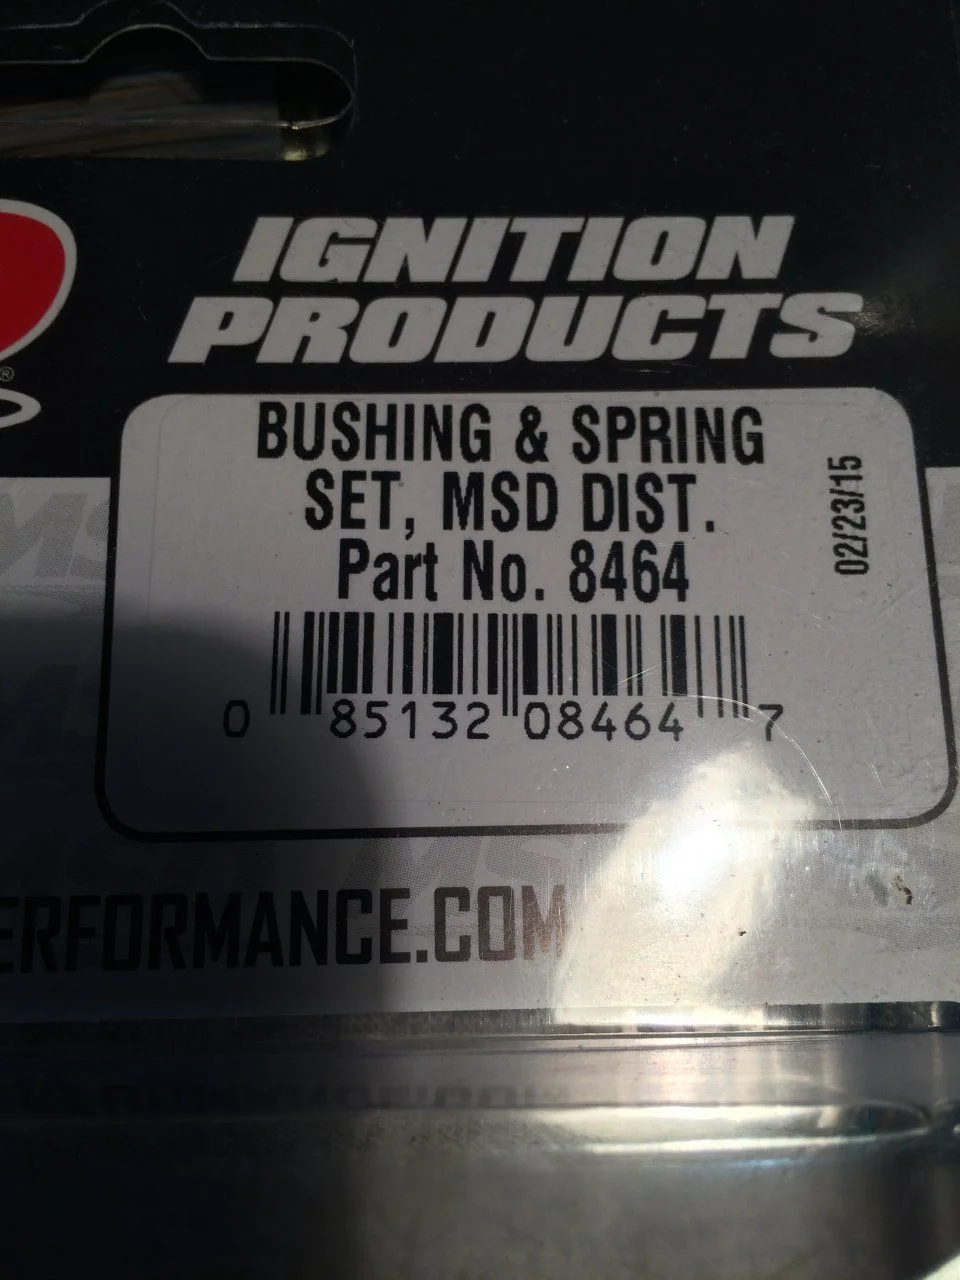 IGNITION
PRODUCTS
®
BUSHING & SPRING
SET, MSD DIST.
Part No. 8464
02/23/15
0 85132 08464 7
ERFORMANCE.COM